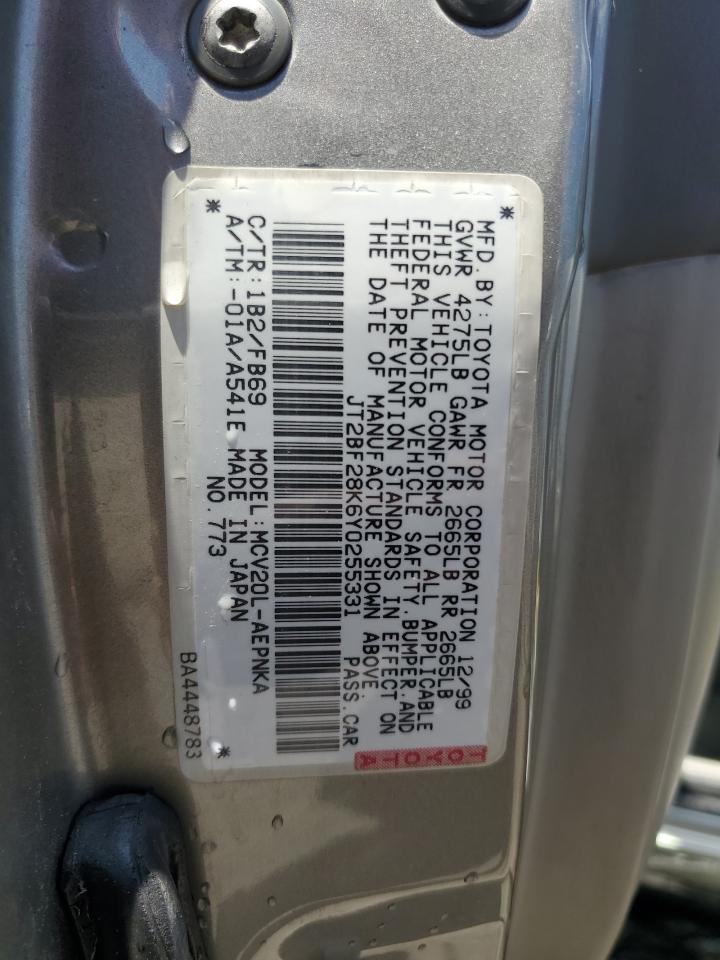 MFD.BY:TOYOTA MOTOR CORPORATION 12/99
GVWR 4275LB GAWR FR 2665LB RR 2665LB
THIS VEHICLE CONFORMS TO ALL APPLICABLE
FEDERAL MOTOR VEHICLE SAFETY,BUMPER,AND
THEFT PREVENTION STANDARDS IN EFFECT ON
THE DATE OF MANUFACTURE SHOWN ABOVE.
JT2BF28K6Y0255331 PASS.CAR
TOYOTA
C/TR:1B2/FB69 MODEL:MCV20L-AEPNKA
A/TM:-01A/A541E MADE IN JAPAN
NO.773
BA4448783